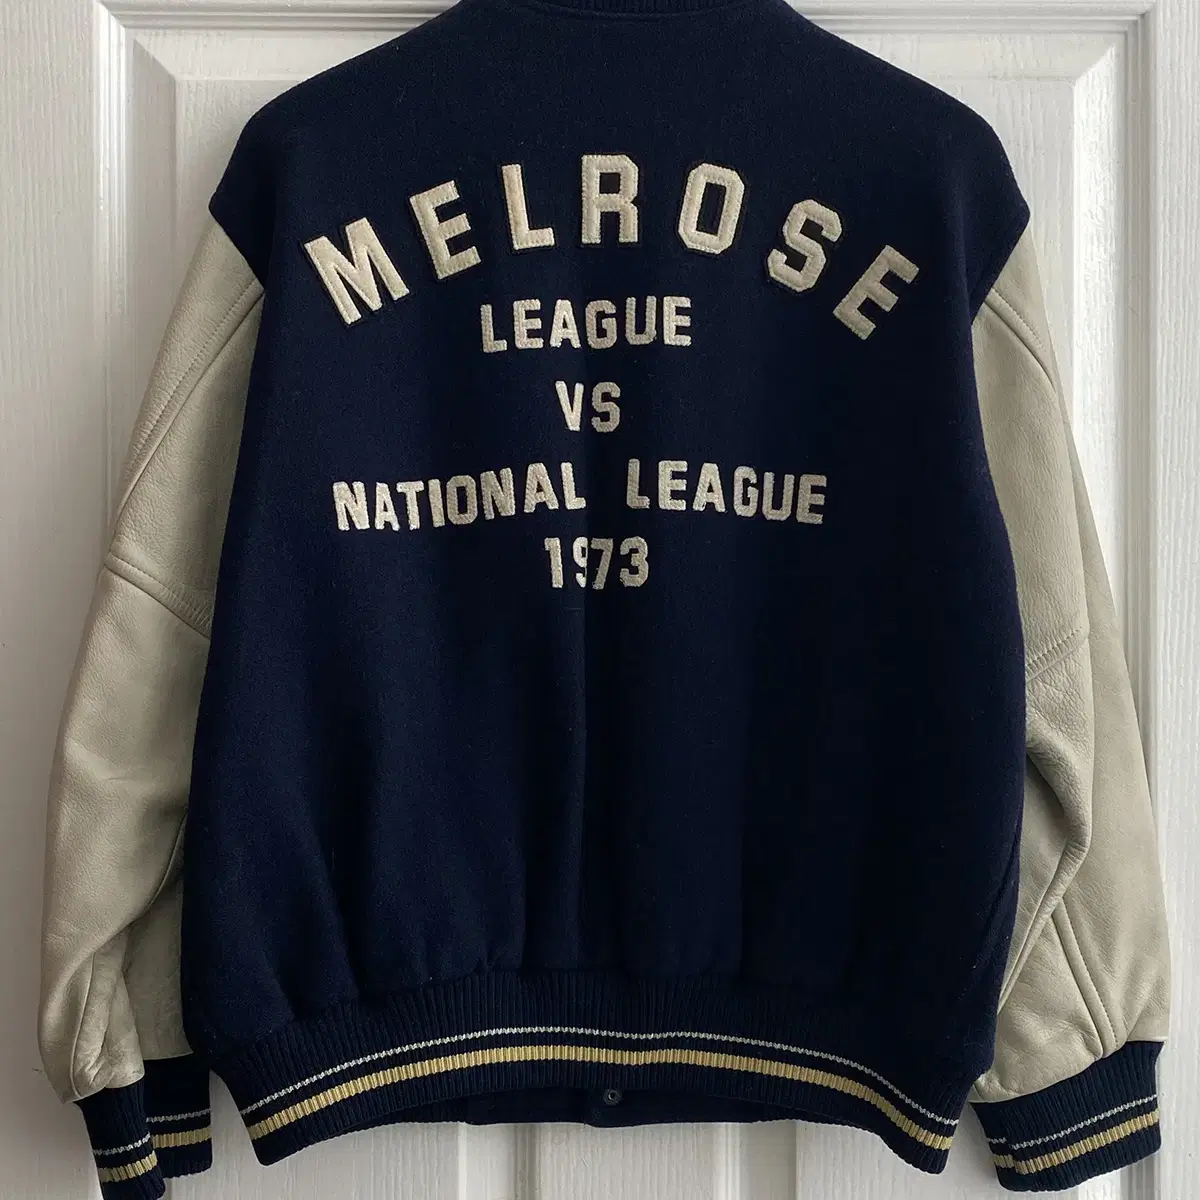 MELROSE
LEAGUE
VS
NATIONAL LEAGUE
1973